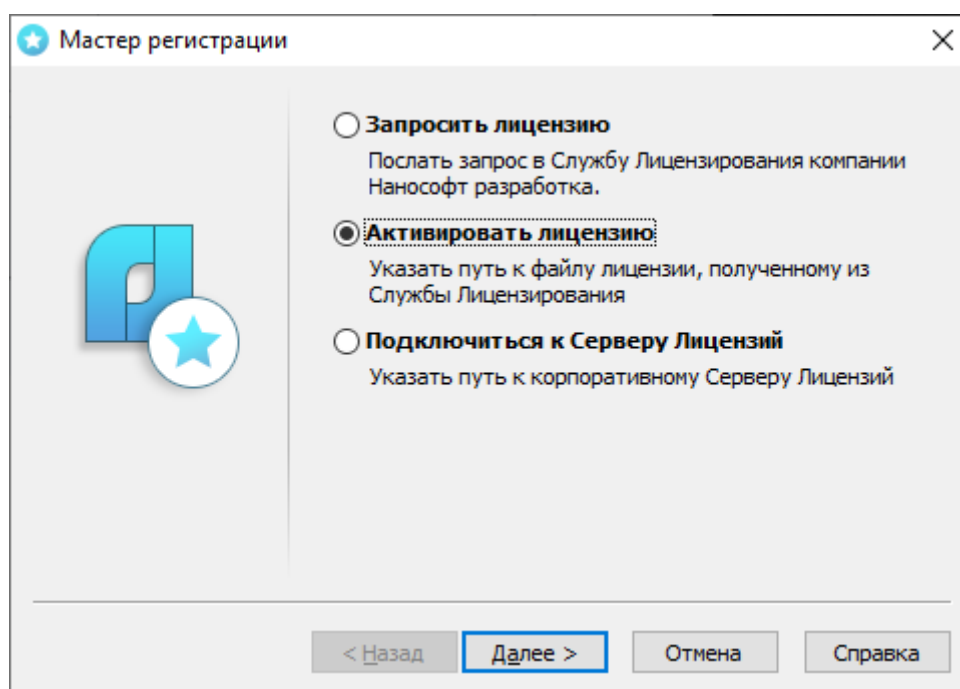 Мастер регистрации
Запросить лицензию
Послать запрос в Службу Лицензирования компании
Нанософт разработка.
Активировать лицензию
Указать путь к файлу лицензии, полученному из
Службы Лицензирования
Подключиться к Серверу Лицензий
Указать путь к корпоративному Серверу Лицензий
< Назад
Далее >
Отмена
Справка